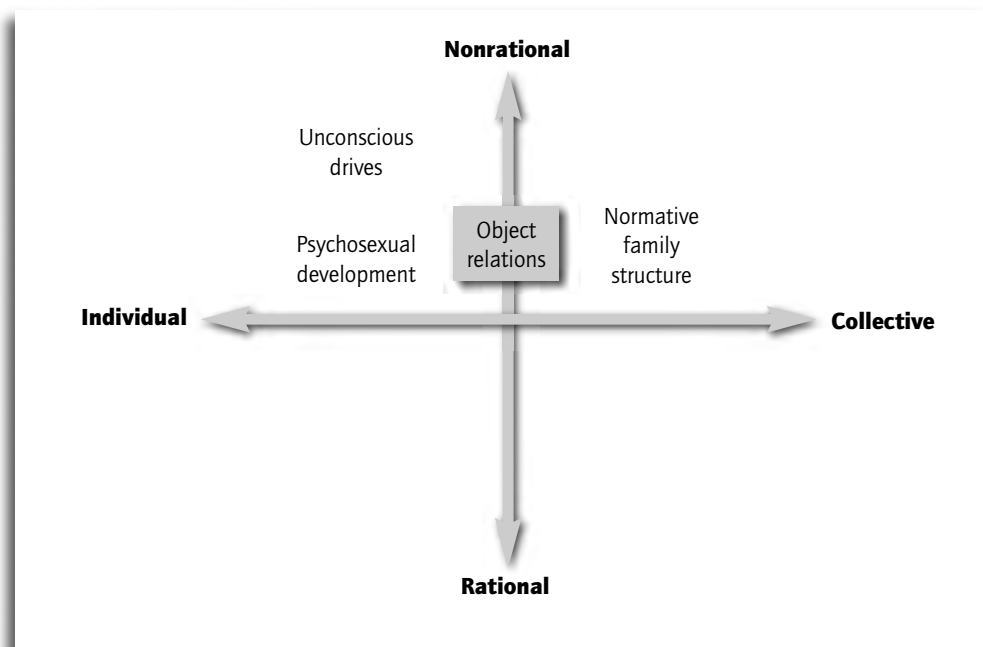 Nonrational
Unconscious
drives
Psychosexual
development
Object
relations
Normative
family
structure
Individual
Collective
Rational